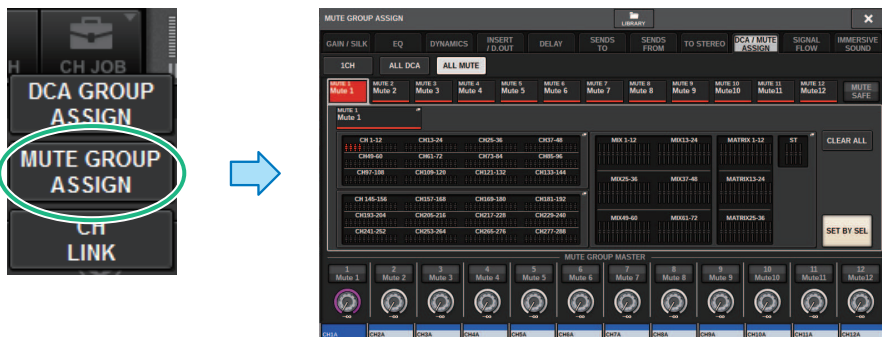 H
CH JOB
DCA GROUP
ASSIGN
MUTE GROUP
ASSIGN
CH
LINK
MUTE GROUP ASSIGN
LIBRARY
GAIN / SILK EQ DYNAMICS INSERT / D.OUT DELAY SENDS TO SENDS FROM TO STEREO DCA / MUTE ASSIGN SIGNAL FLOW IMMERSIVE SOUND
1CH ALL DCA ALL MUTE
MUTE 1 MUTE 2 MUTE 3 MUTE 4 MUTE 5 MUTE 6 MUTE 7 MUTE 8 MUTE 9 MUTE 10 MUTE 11 MUTE 12
Mute 1 Mute 2 Mute 3 Mute 4 Mute 5 Mute 6 Mute 7 Mute 8 Mute 9 Mute10 Mute11 Mute12
MUTE SAFE
MUTE 1
Mute 1
CH 1-12 CH13-24 CH25-36 CH37-48
CH49-60 CH61-72 CH73-84 CH85-96
CH97-108 CH109-120 CH121-132 CH133-144
CH 145-156 CH157-168 CH169-180 CH181-192
CH193-204 CH205-216 CH217-228 CH229-240
CH241-252 CH253-264 CH265-276 CH277-288
MIX 1-12 MIX13-24
MIX25-36 MIX37-48
MIX49-60 MIX61-72
MATRIX 1-12
MATRIX13-24
MATRIX25-36
ST
CLEAR ALL
SET BY SEL
MUTE GROUP MASTER
1 2 3 4 5 6 7 8 9 10 11 12
Mute 1 Mute 2 Mute 3 Mute 4 Mute 5 Mute 6 Mute 7 Mute 8 Mute 9 Mute10 Mute11 Mute12
-∞ -∞ -∞ -∞ -∞ -∞ -∞ -∞ -∞ -∞ -∞ -∞
CH1A CH2A CH3A CH4A CH5A CH6A CH7A CH8A CH9A CH10A CH11A CH12A